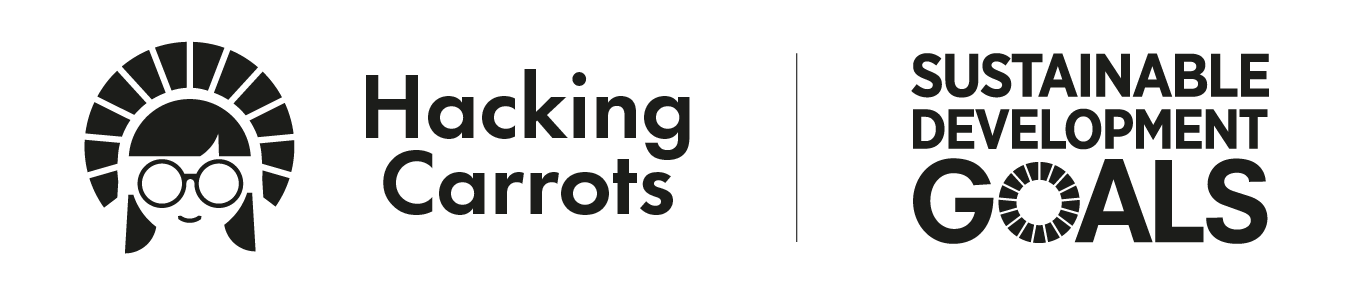 Hacking
Carrots
SUSTAINABLE
DEVELOPMENT
GOALS